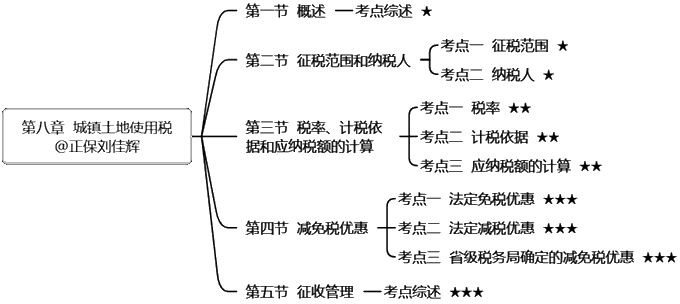 第八章 城镇土地使用税
@正保刘佳辉
第一节 概述
考点综述 ★
第二节 征税范围和纳税人
考点一 征税范围 ★
考点二 纳税人 ★
第三节 税率、计税依
据和应纳税额的计算
考点一 税率 ★★
考点二 计税依据 ★★
考点三 应纳税额的计算 ★★
第四节 减免税优惠
考点一 法定免税优惠 ★★★
考点二 法定减税优惠 ★★★
考点三 省级税务局确定的减免税优惠 ★★★
第五节 征收管理
考点综述 ★★★